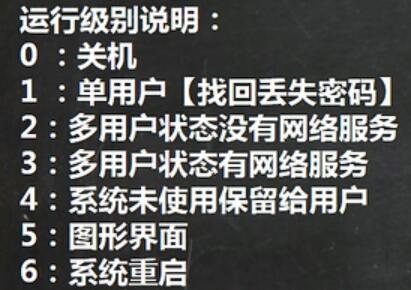 运行级别说明：
0 ：关机
1 ：单用户【找回丢失密码】
2：多用户状态没有网络服务
3：多用户状态有网络服务
4：系统未使用保留给用户
5：图形界面
6：系统重启